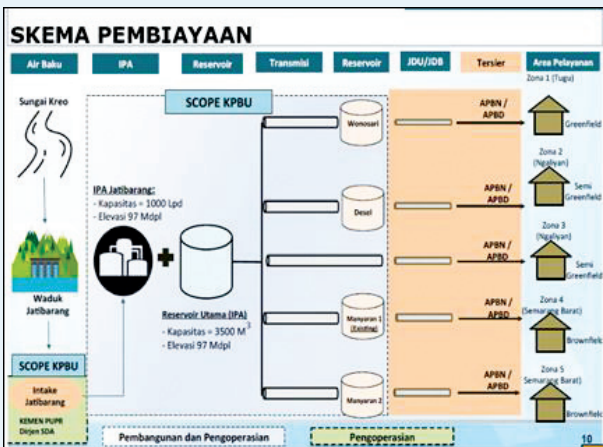 SKEMA PEMBIAYAAN
Air Baku
IPA
Reservoir
Transmisi
Reservoir
JDU/JDB
Tersier
Area Pelayanan
Sungai Kreo
SCOPE KPBU
IPA Jatibarang:
- Kapasitas = 1000 Lpd
- Elevasi 97 Mdpl
Reservoir Utama (IPA)
- Kapasitas = 3500 M3
- Elevasi 97 Mdpl
Waduk
Jatibarang
SCOPE KPBU
Intake
Jatibarang
KEMEN PUPR
Dirjen SDA
Wonosari
Desel
Manyaran 1
(Existing)
Manyaran 2
APBN /
APBD
APBN /
APBD
APBN /
APBD
APBN /
APBD
APBN /
APBD
Zona 1 (Tugu)
Greenfield
Zona 2
(Ngaliyan)
Semi
Greenfield
Zona 3
(Ngaliyan)
Semi
Greenfield
Zona 4
(Semarang Barat)
Brownfield
Zona 5
Semarang Barat)
Brownfield
Pembangunan dan Pengoperasian
Pengoperasian
10